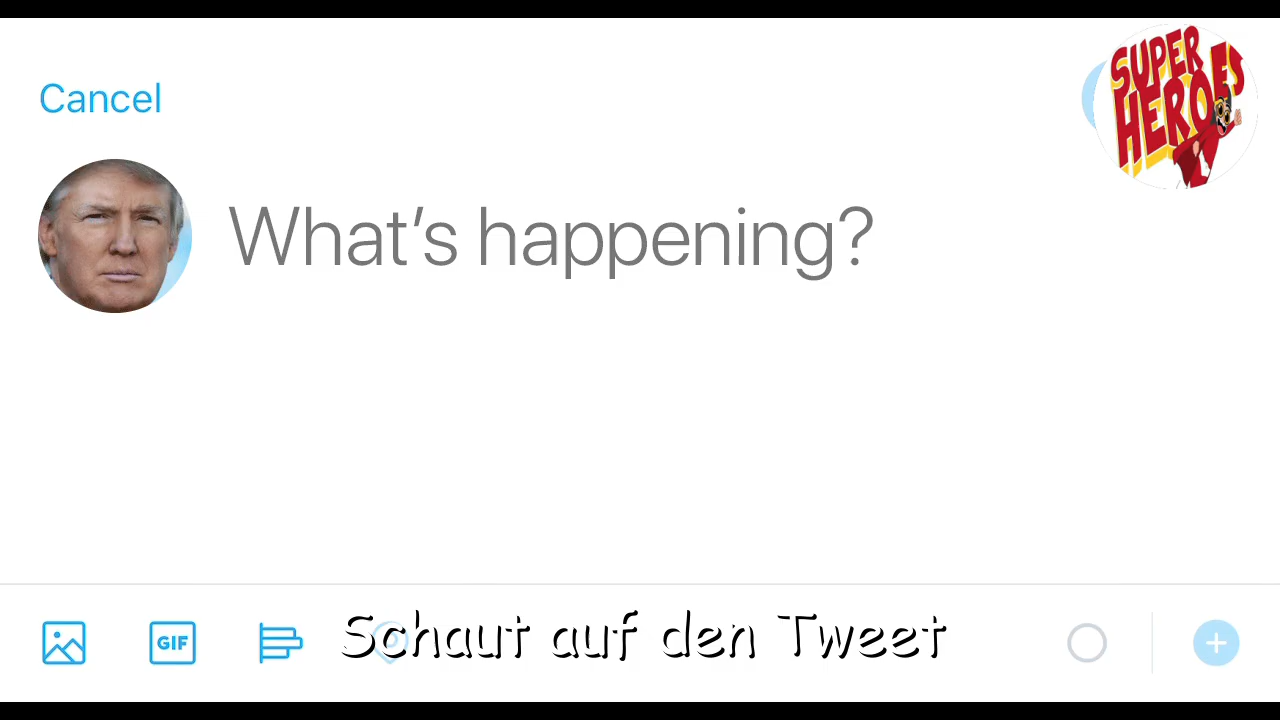 Cancel
SUPER
HEROES
What's happening?
GIF
Schaut auf den Tweet